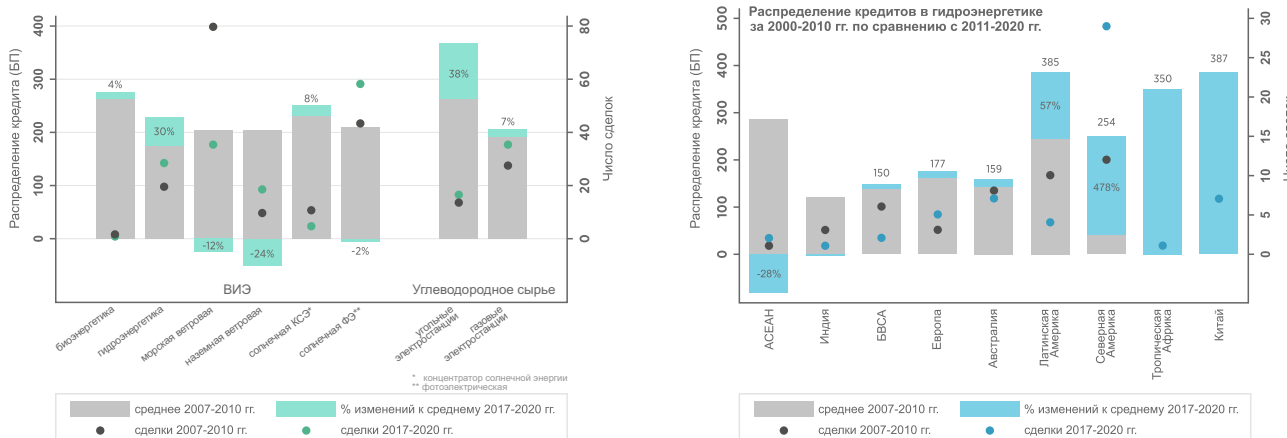 Распределение кредита (БП)
400
300
200
100
0
80
60
40
20
0
Число сделок
4%
30%
-12%
-24%
8%
-2%
38%
7%
ВИЭ
Углеводородное сырье
биоэнергетика
гидроэнергетика
морская ветровая
наземная ветровая
солнечная КСЭ*
солнечная ФЭ**
угольные
электростанции
газовые
электростанции
* концентратор солнечной энергии
** фотоэлектрическая
среднее 2007-2010 гг.
% изменений к среднему 2017-2020 гг.
сделки 2007-2010 гг.
сделки 2017-2020 гг.
Распределение кредитов в гидроэнергетике
за 2000-2010 гг. по сравнению с 2011-2020 гг.
Распределение кредита (БП)
500
400
300
200
100
0
30
25
20
15
10
5
0
-28%
150
177
159
385
57%
254
478%
350
387
АСЕАН
Индия
БВСА
Европа
Австралия
Латинская
Америка
Северная
Америка
Тропическая
Африка
Китай
среднее 2007-2010 гг.
% изменений к среднему 2017-2020 гг.
сделки 2007-2010 гг.
сделки 2017-2020 гг.